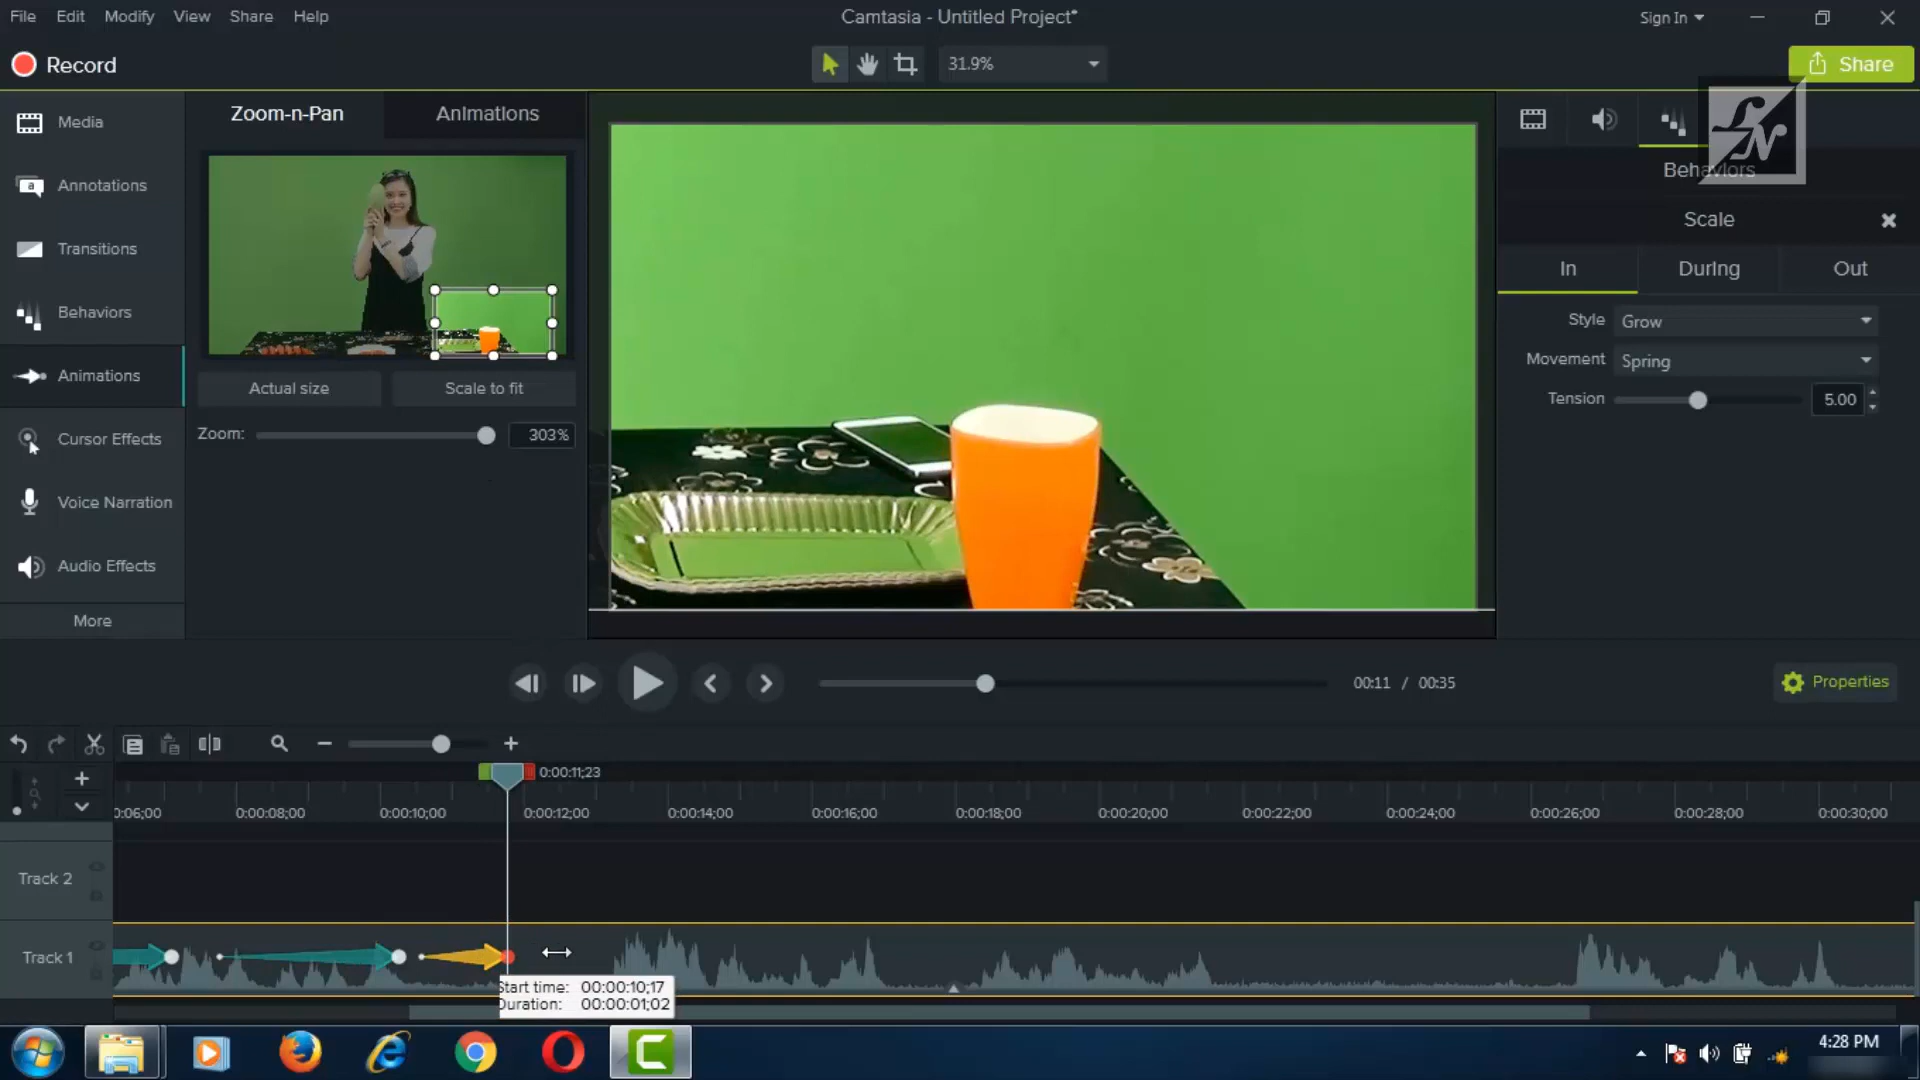 File Edit Modify View Share Help
Camtasia - Untitled Project*
Sign In
Record
31.9%
Share
Media
Annotations
Transitions
Behaviors
Animations
Cursor Effects
Voice Narration
Audio Effects
More
Zoom-n-Pan
Animations
Actual size
Scale to fit
Zoom:
303%
Behaviors
Scale
In
During
Out
Style
Grow
Movement
Spring
Tension
5.00
00:11 / 00:35
Properties
0:00:11;23
0:06;00
0:00:08;00
0:00:10;00
0:00:12;00
0:00:14;00
0:00:16;00
0:00:18;00
0:00:20;00
0:00:22;00
0:00:24;00
0:00:26;00
0:00:28;00
0:00:30;00
Track 2
Track 1
Start time: 00:00:10;17
Duration: 00:00:01;02
4:28 PM